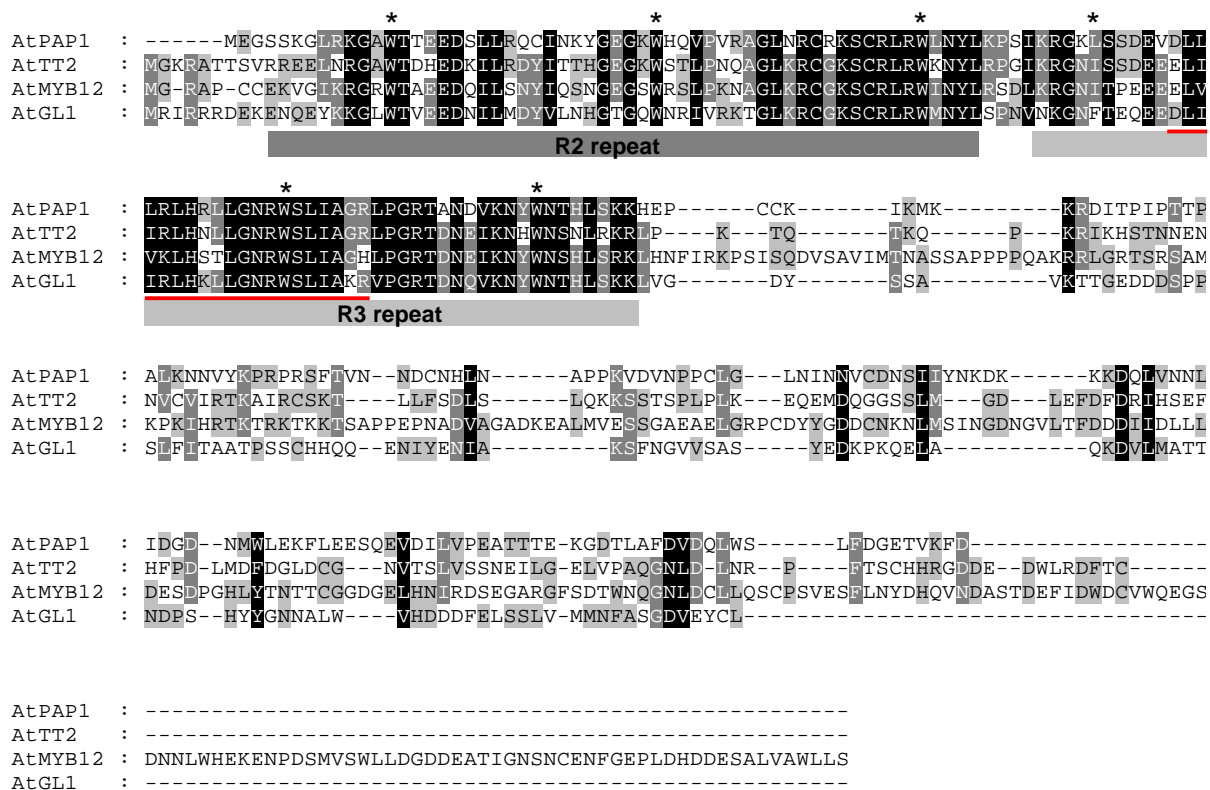 * * * *
AtPAP1 : ------MEGSSKGLRKGAWTTEEDSLLRQCINKYGEGKWHQVPVRAGLNRCRKSCRLRWLNYLKPSIKRGKLSSDEVDLL
AtTT2 : MGKRATTSVRREELNRGAWTDHEDKILRDYITTHGEGKWSTLPNQAGLKRCGKSCRLRWKNYLRPGIKRGNISSDEEELI
AtMYB12 : MG-RAP-CCEKVGIKRGRWTAEEDQILSNYIQSNGEGSWRSLPKNAGLKRCGKSCRLRWINYLRSDLKRGNITPEEEELV
AtGL1 : MRIRRRDEKENQEYKKGLWTVEEDNILMDYVLNHGTGQWNRIVRKTGLKRCGKSCRLRWMNYLSPNVNKGNFTEQEEDLI
R2 repeat
* *
AtPAP1 : LRLHRLLGNRWSLIAGRLPGRTANDVKNYWNTHLSKKHEP------CCK-------IKMK----------KRDITPIPTTP
AtTT2 : IRLHNLLGNRWSLIAGRLPGRTDNEIKNHWNSNLRKRLP----K---TQ------TKQ------P---KRIKHSTNNEN
AtMYB12 : VKLHSTLGNRWSLIAGHLPGRTDNEIKNYWNSHLSRKLHNFIRKPSISQDVSAVIMTNASSAPPPPQAKRRLGRTSRSAM
AtGL1 : IRLHKLLGNRWSLIAKRVPGRTDNQVKNYWNTHLSKKLVG-------DY------SSA----------VKTTGEDDDSPP
R3 repeat
AtPAP1 : ALKNNVYKPRPRSFTVN--NDCNHLN------APPKVDVNPPCLG---LNINNVCDNSIIYNKDK------KKDQLVNNL
AtTT2 : NVCVIRTKAIRCSKT----LLFSDLS------LQKKSSTSPLPLK---EQEMDQGGSSLM---GD---LEFDFDRIHSEF
AtMYB12 : KPKIHRTKTRKTKKTSAPPEPNADVAGADKEALMVESSGAEAELGRPCDYYGDDCNKNLMSINGDNGVLTFDDDIIDLLL
AtGL1 : SLFITAATPSSCHHQQ--ENIYENIA---------KSFNGVVSAS----YEDKPKQELA-----------QKDVLMATT
AtPAP1 : IDGD--NMWLEKFLEESQEVDILVPEATTTE-KGDTLAFDVDQLWS------LFDGETVKFD------------------
AtTT2 : HFPD-LMDFDGLDCG---NVTSLVSSNEILG-ELVPAQGNLD-LNR--P---FTSCHHRGDDE--DWLRDFTC------
AtMYB12 : DESDPGHLYTNTTCGGDGELHNIRDSEGARGFSDTWNQGNLDCLLQSCPSVESFLNYDHQVNDASTDEFIDWDCVWQEGS
AtGL1 : NDPS--HYYGNNALW----VHDDDFELSSLV-MMNFASGDVEYCL-----------------------------------
AtPAP1 : -----------------------------------------------------
AtTT2 : -----------------------------------------------------
AtMYB12 : DNNLWHEKENPDSMVSWLLDGDDEATIGNSNCENFGEPLDHDDESALVAWLLS
AtGL1 : -----------------------------------------------------